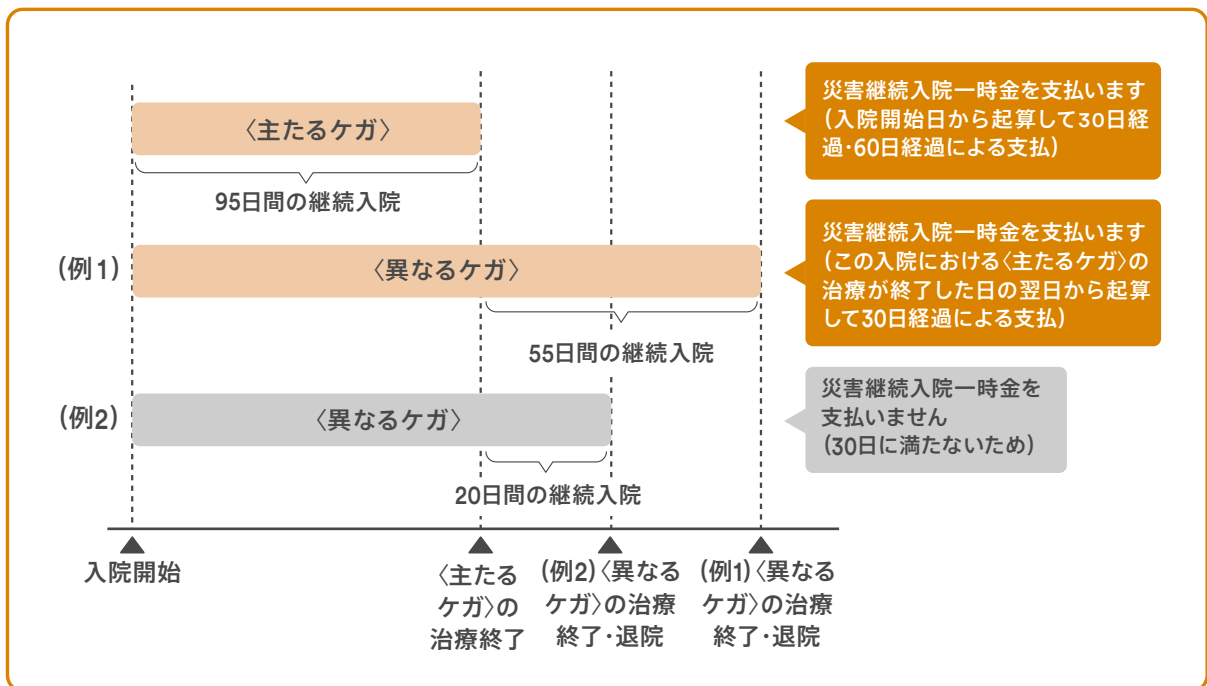 〈主たるケガ〉
95日間の継続入院
災害継続入院一時金を支払います
(入院開始日から起算して30日経
過・60日経過による支払)
(例1)
〈異なるケガ〉
55日間の継続入院
災害継続入院一時金を支払います
(この入院における〈主たるケガ〉の
治療が終了した日の翌日から起算
して30日経過による支払)
(例2)
〈異なるケガ〉
20日間の継続入院
災害継続入院一時金を
支払いません
(30日に満たないため)
入院開始
〈主たる
ケガ〉の
治療終了
(例2)〈異なる
ケガ〉の治療
終了・退院
(例1)〈異なる
ケガ〉の治療
終了・退院